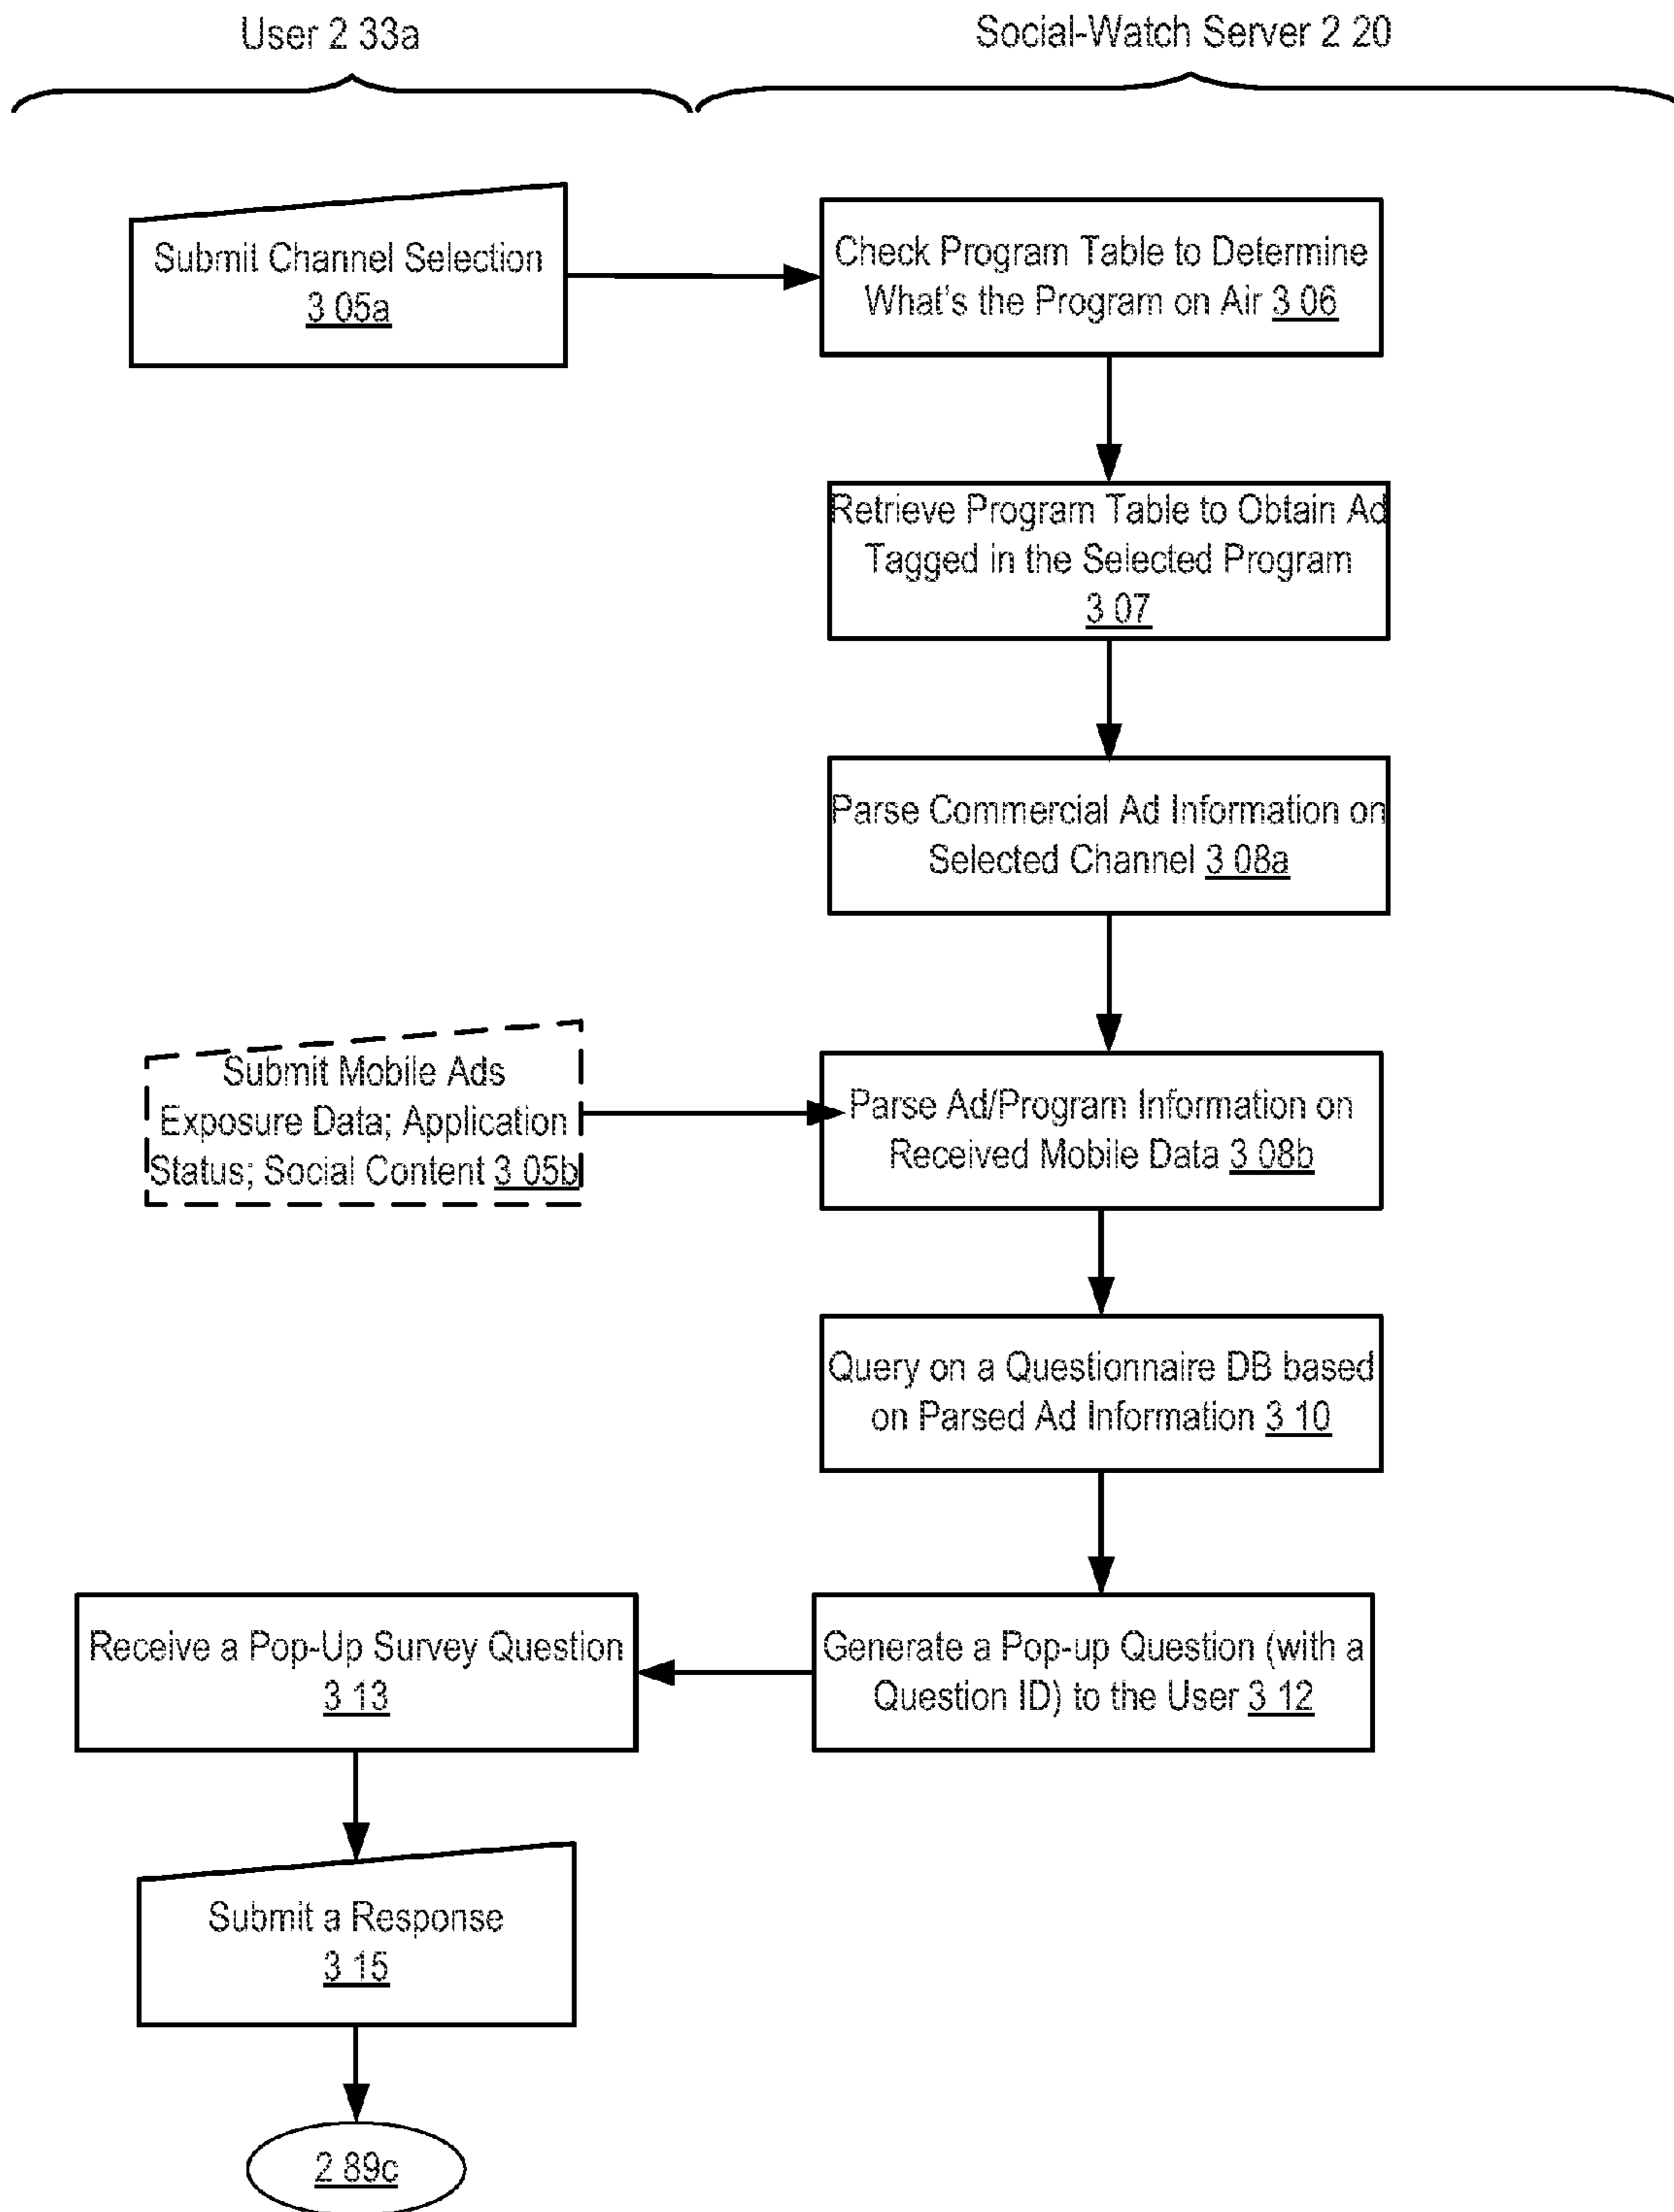 User 2 33a
Social-Watch Server 2 20
Submit Channel Selection
3 05a
Check Program Table to Determine
What's the Program on Air 3 06
Retrieve Program Table to Obtain Ad
Tagged in the Selected Program
3 07
Parse Commercial Ad Information on
Selected Channel 3 08a
Submit Mobile Ads
Exposure Data; Application
Status; Social Content 3 05b
Parse Ad/Program Information on
Received Mobile Data 3 08b
Query on a Questionnaire DB based
on Parsed Ad Information 3 10
Generate a Pop-up Question (with a
Question ID) to the User 3 12
Receive a Pop-Up Survey Question
3 13
Submit a Response
3 15
2 89c